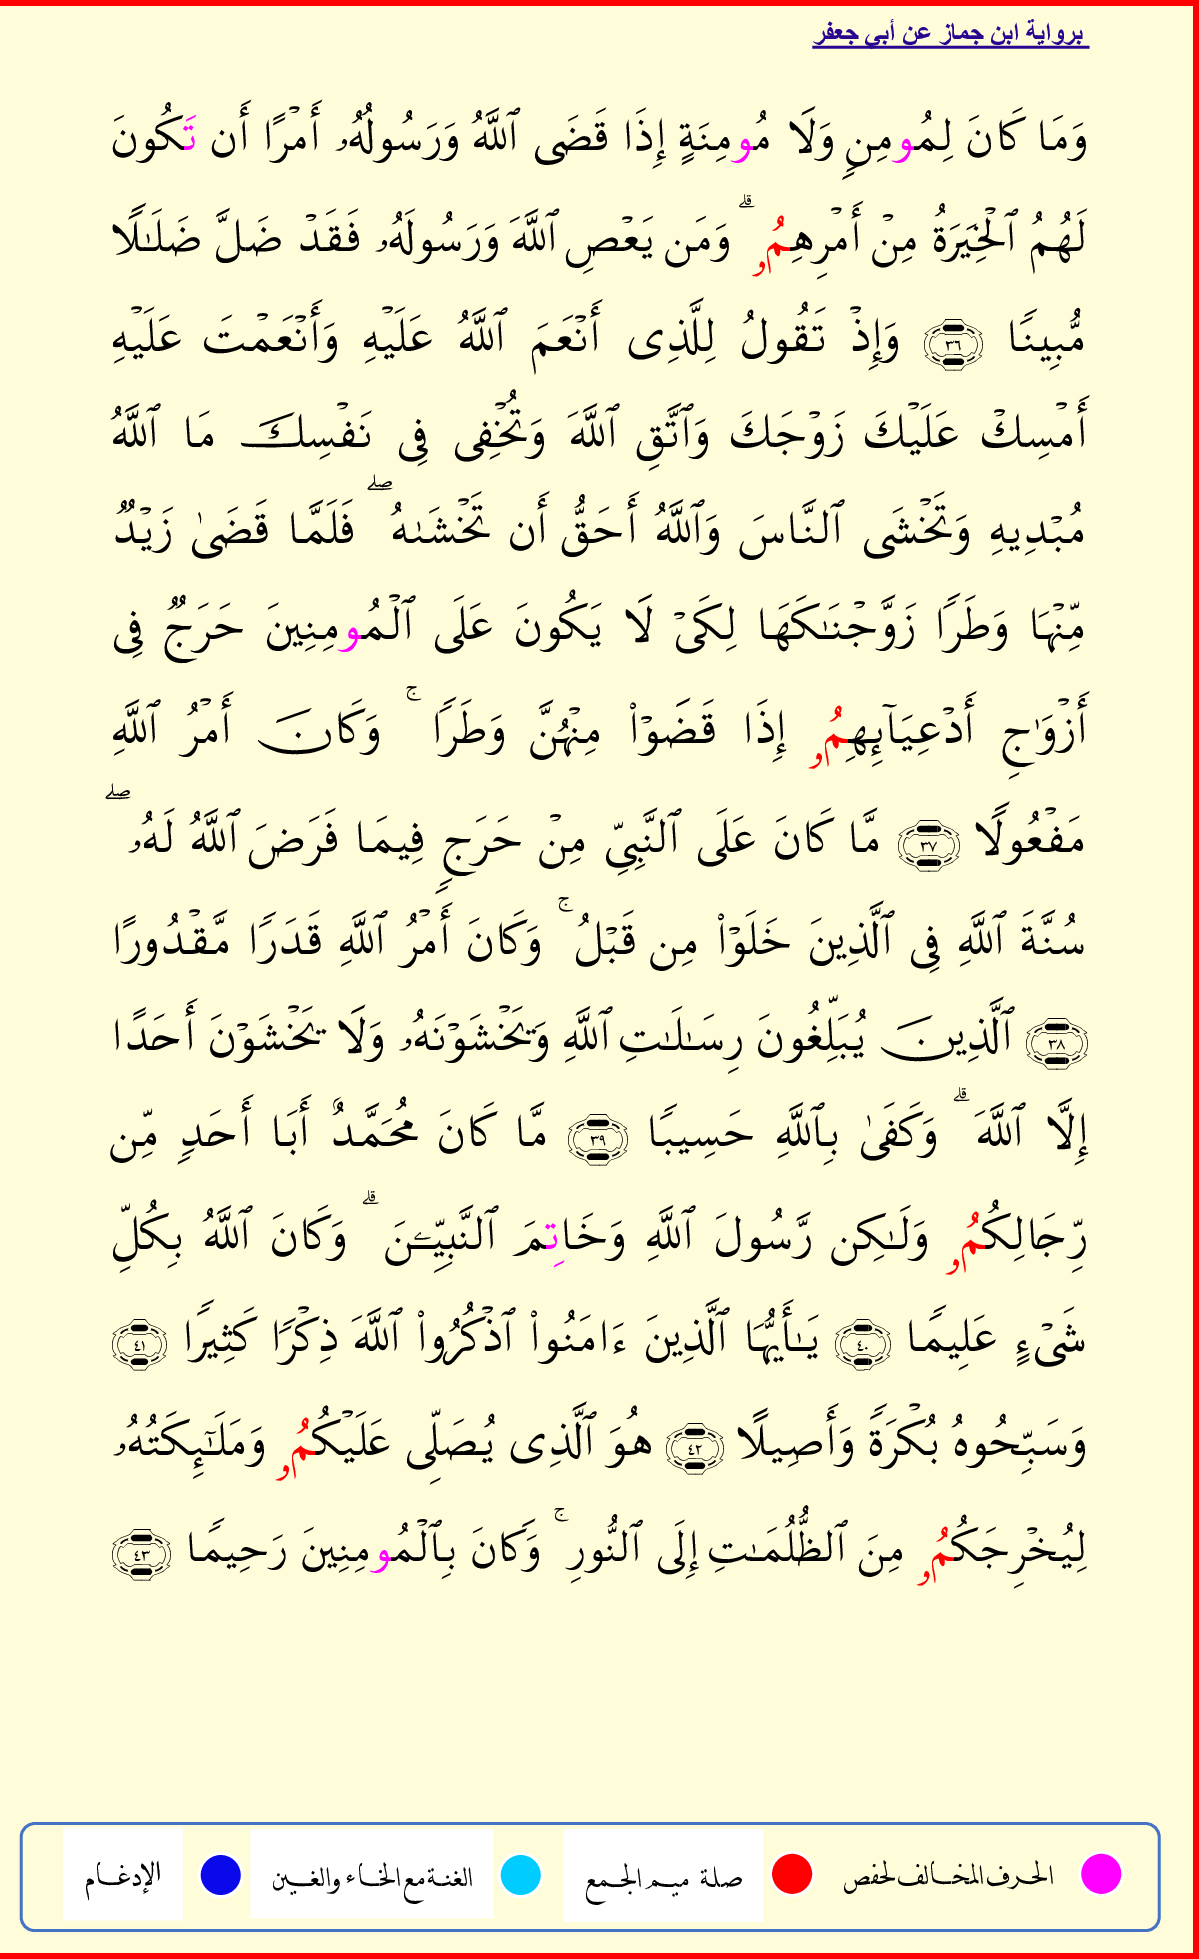 برواية ابن جماز عن أبي جعفر
وَمَا كَانَ لِمُومِنٖ وَلَا مُومِنَةٍ إِذَا قَضَى ٱللَّهُ وَرَسُولُهُۥ أَمۡرًا أَن تَكُونَ
لَهُمُ ٱلۡخِيَرَةُ مِنۡ أَمۡرِهِمُۥ ۗ وَمَن يَعۡصِ ٱللَّهَ وَرَسُولَهُۥ فَقَدۡ ضَلَّ ضَلَٰلٗا
مُّبِينٗا ٣٦ وَإِذۡ تَقُولُ لِلَّذِي أَنۡعَمَ ٱللَّهُ عَلَيۡهِ وَأَنۡعَمۡتَ عَلَيۡهِ
أَمۡسِكۡ عَلَيۡكَ زَوۡجَكَ وَٱتَّقِ ٱللَّهَ وَتُخۡفِي فِي نَفۡسِكَ مَا ٱللَّهُ
مُبۡدِيهِ وَتَخۡشَى ٱلنَّاسَ وَٱللَّهُ أَحَقُّ أَن تَخۡشَىٰهُ ۖ فَلَمَّا قَضَىٰ زَيۡدٞ
مِّنۡهَا وَطَرٗا زَوَّجۡنَٰكَهَا لِكَيۡ لَا يَكُونَ عَلَى ٱلۡمُومِنِينَ حَرَجٞ فِي
أَزۡوَٰجِ أَدۡعِيَآئِهِمُۥ إِذَا قَضَوۡاْ مِنۡهُنَّ وَطَرٗا ۚ وَكَانَ أَمۡرُ ٱللَّهِ
مَفۡعُولٗا ٣٧ مَّا كَانَ عَلَى ٱلنَّبِيِّ مِنۡ حَرَجٖ فِيمَا فَرَضَ ٱللَّهُ لَهُۥ ۖ
سُنَّةَ ٱللَّهِ فِي ٱلَّذِينَ خَلَوۡاْ مِن قَبۡلُ ۚ وَكَانَ أَمۡرُ ٱللَّهِ قَدَرٗا مَّقۡدُورًا
٣٨ ٱلَّذِينَ يُبَلِّغُونَ رِسَٰلَٰتِ ٱللَّهِ وَيَخۡشَوۡنَهُۥ وَلَا يَخۡشَوۡنَ أَحَدًا
إِلَّا ٱللَّهَ ۗ وَكَفَىٰ بِٱللَّهِ حَسِيبٗا ٣٩ مَّا كَانَ مُحَمَّدٌ أَبَا أَحَدٖ مِّن
رِّجَالِكُمُۥ وَلَٰكِن رَّسُولَ ٱللَّهِ وَخَاتِمَ ٱلنَّبِيِّـۧنَ ۗ وَكَانَ ٱللَّهُ بِكُلِّ
شَيۡءٍ عَلِيمٗا ٤٠ يَٰأَيُّهَا ٱلَّذِينَ ءَامَنُواْ ٱذۡكُرُواْ ٱللَّهَ ذِكۡرٗا كَثِيرٗا ٤١
وَسَبِّحُوهُ بُكۡرَةٗ وَأَصِيلًا ٤٢ هُوَ ٱلَّذِي يُصَلِّي عَلَيۡكُمُۥ وَمَلَٰٓئِكَتُهُۥ
لِيُخۡرِجَكُمُۥ مِنَ ٱلظُّلُمَٰتِ إِلَى ٱلنُّورِ ۚ وَكَانَ بِٱلۡمُومِنِينَ رَحِيمٗا ٤٣
الحرف المخالف لحفص
صلة ميم الجمع
الغنة مع الخاء والغين
الإدغام